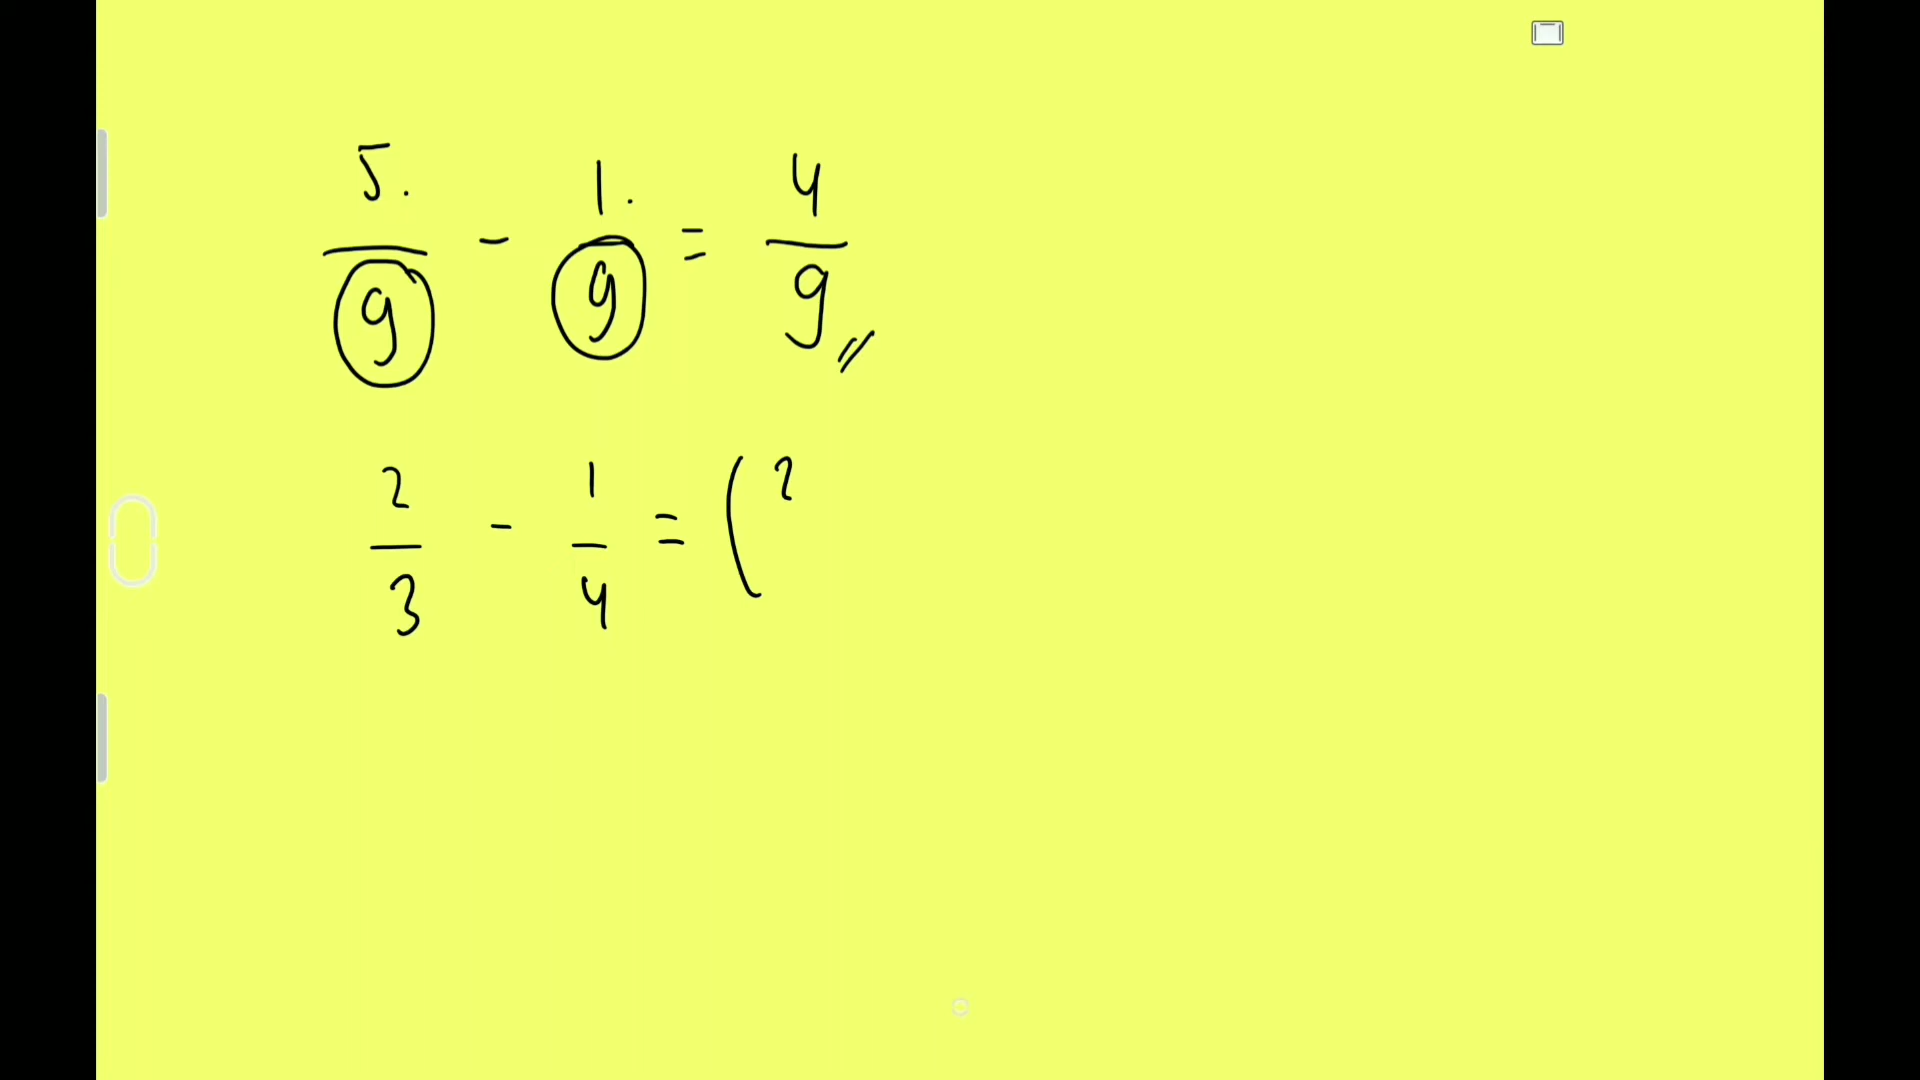 5. / 9 - 1. / 9 = 4 / 9 //
2 / 3 - 1 / 4 = ( 2